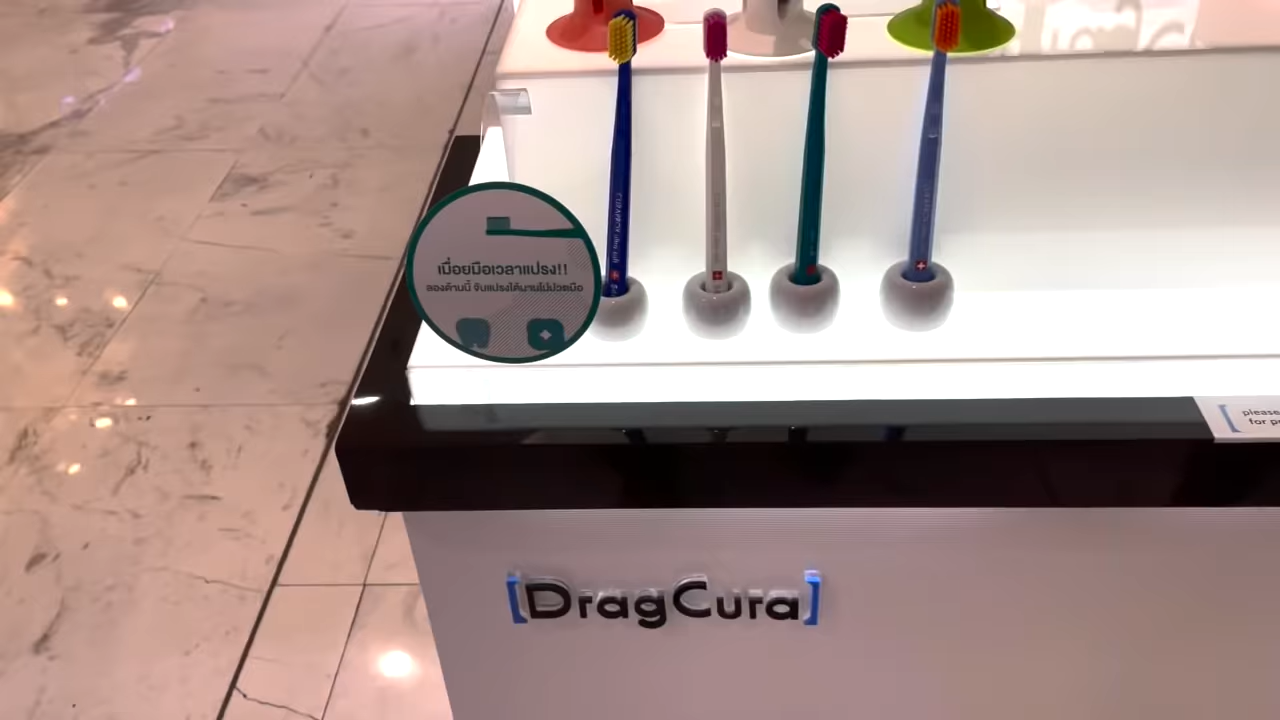 เมื่อยมือเวลาแปรง!!
ลองด้ามนี้ จับแปรงได้นานไม่ปวดมือ
please
for p
[DragCura]